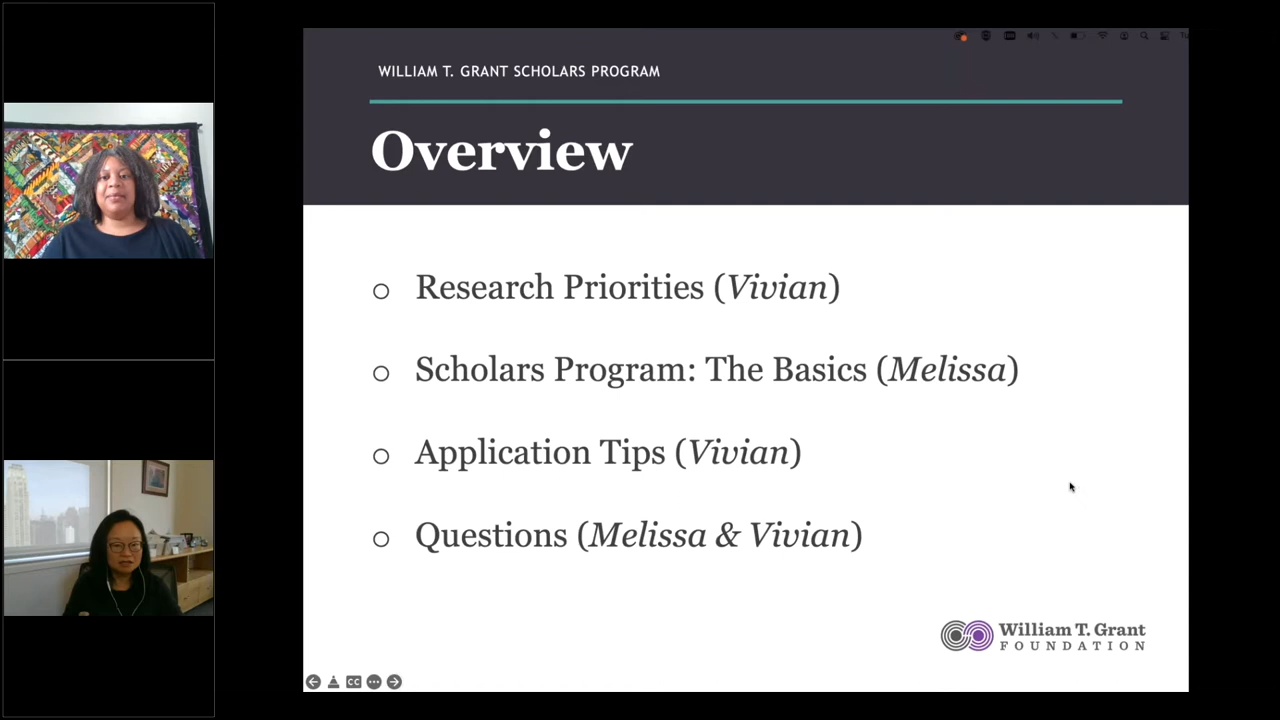 WILLIAM T. GRANT SCHOLARS PROGRAM
Overview
Research Priorities (Vivian)
Scholars Program: The Basics (Melissa)
Application Tips (Vivian)
Questions (Melissa & Vivian)
William T. Grant
FOUNDATION
CC